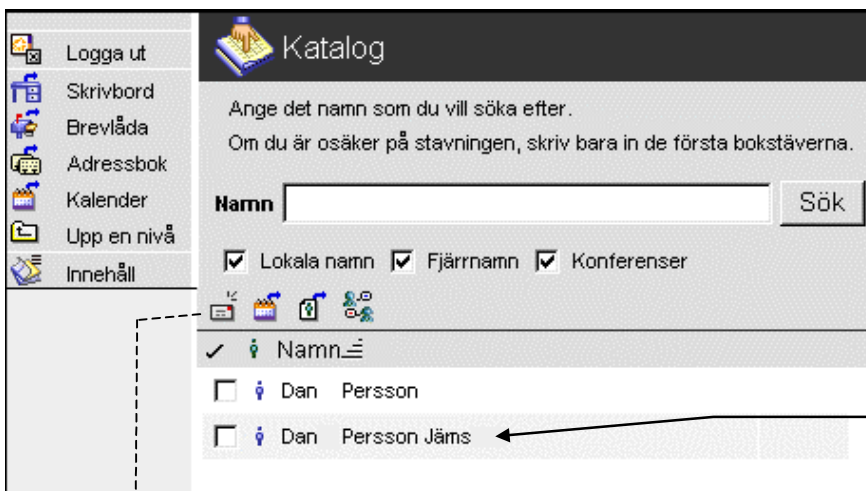 Logga ut
Skrivbord
Brevlåda
Adressbok
Kalender
Upp en nivå
Innehåll
Katalog
Ange det namn som du vill söka efter.
Om du är osäker på stavningen, skriv bara in de första bokstäverna.
Namn Sök
Lokala namn Fjärrnamn Konferenser
Namn
Dan Persson
Dan Persson Jäms